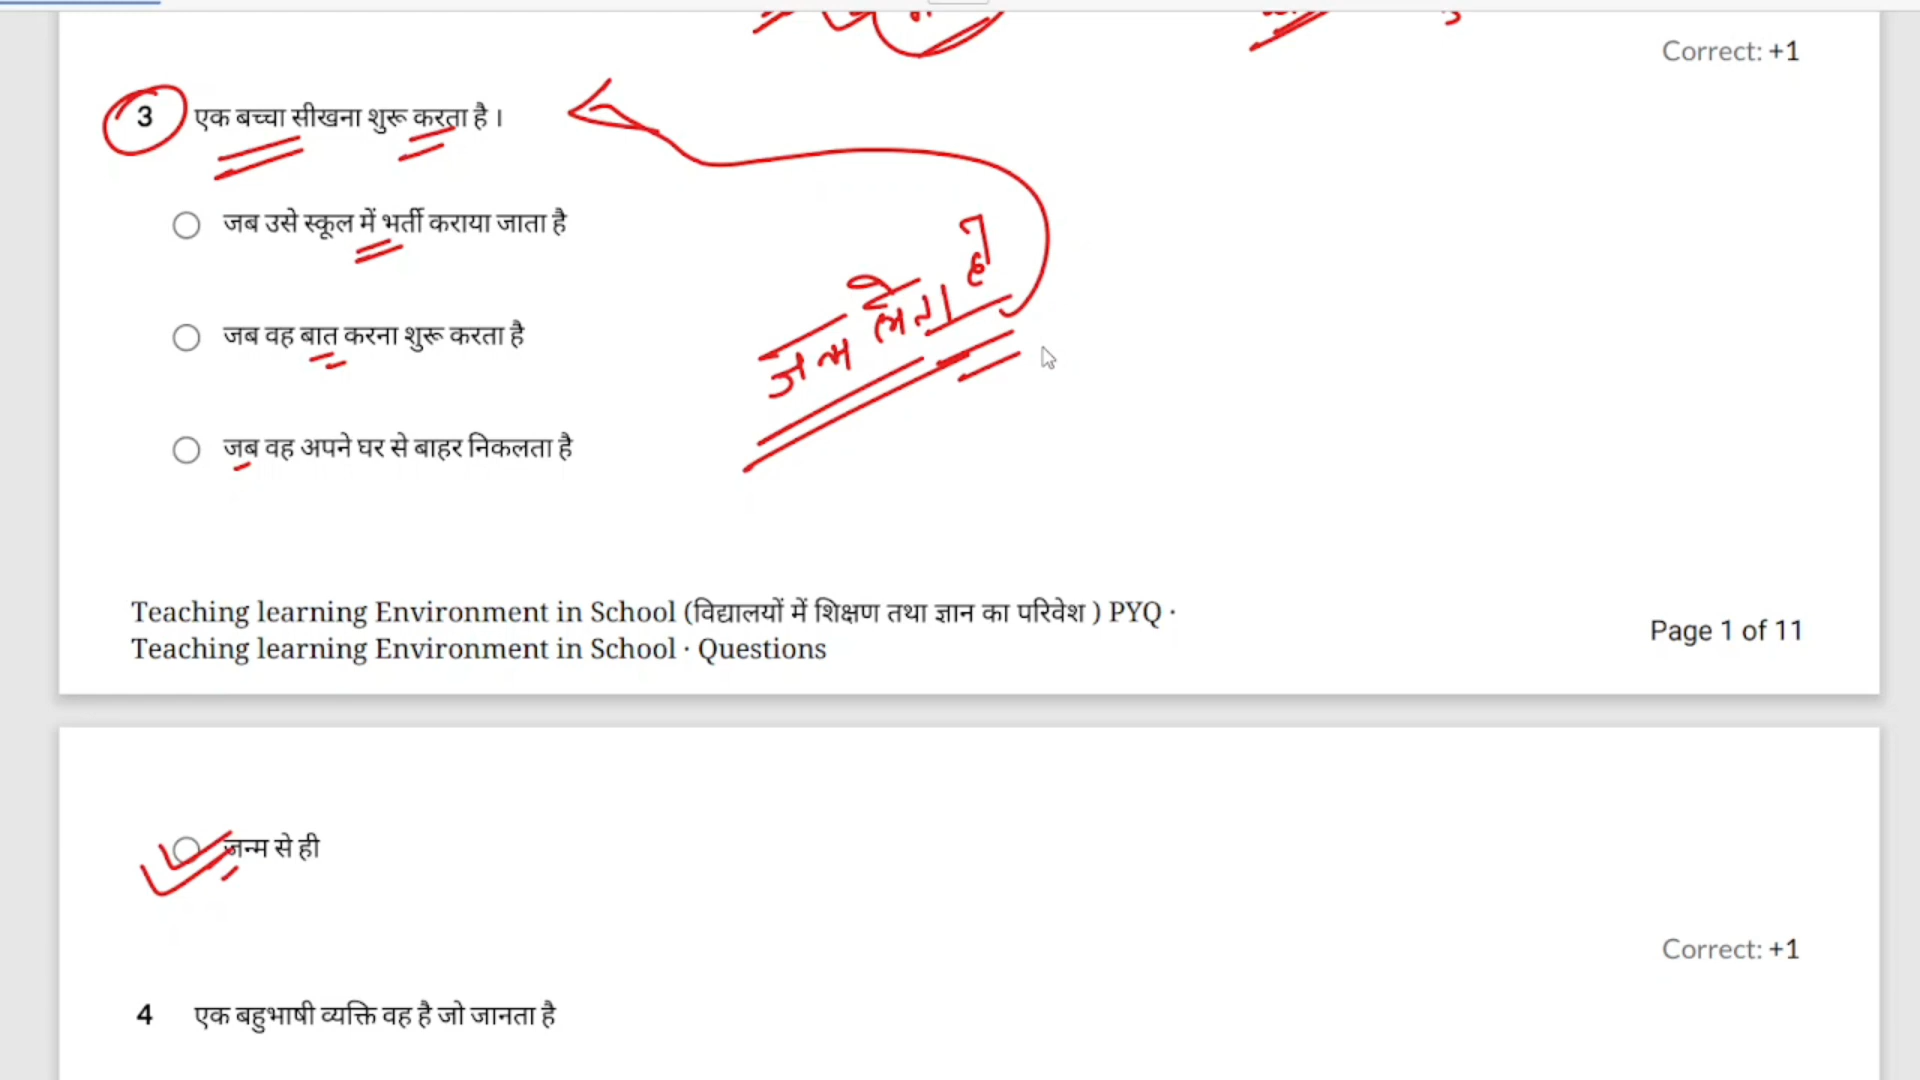 Correct: +1
3 एक बच्चा सीखना शुरू करता है ।
जब उसे स्कूल में भर्ती कराया जाता है
जब वह बात करना शुरू करता है
जब वह अपने घर से बाहर निकलता है
जन्म लेता है
Teaching learning Environment in School (विद्यालयों में शिक्षण तथा ज्ञान का परिवेश ) PYQ ·
Teaching learning Environment in School · Questions
Page 1 of 11
जन्म से ही
Correct: +1
4 एक बहुभाषी व्यक्ति वह है जो जानता है